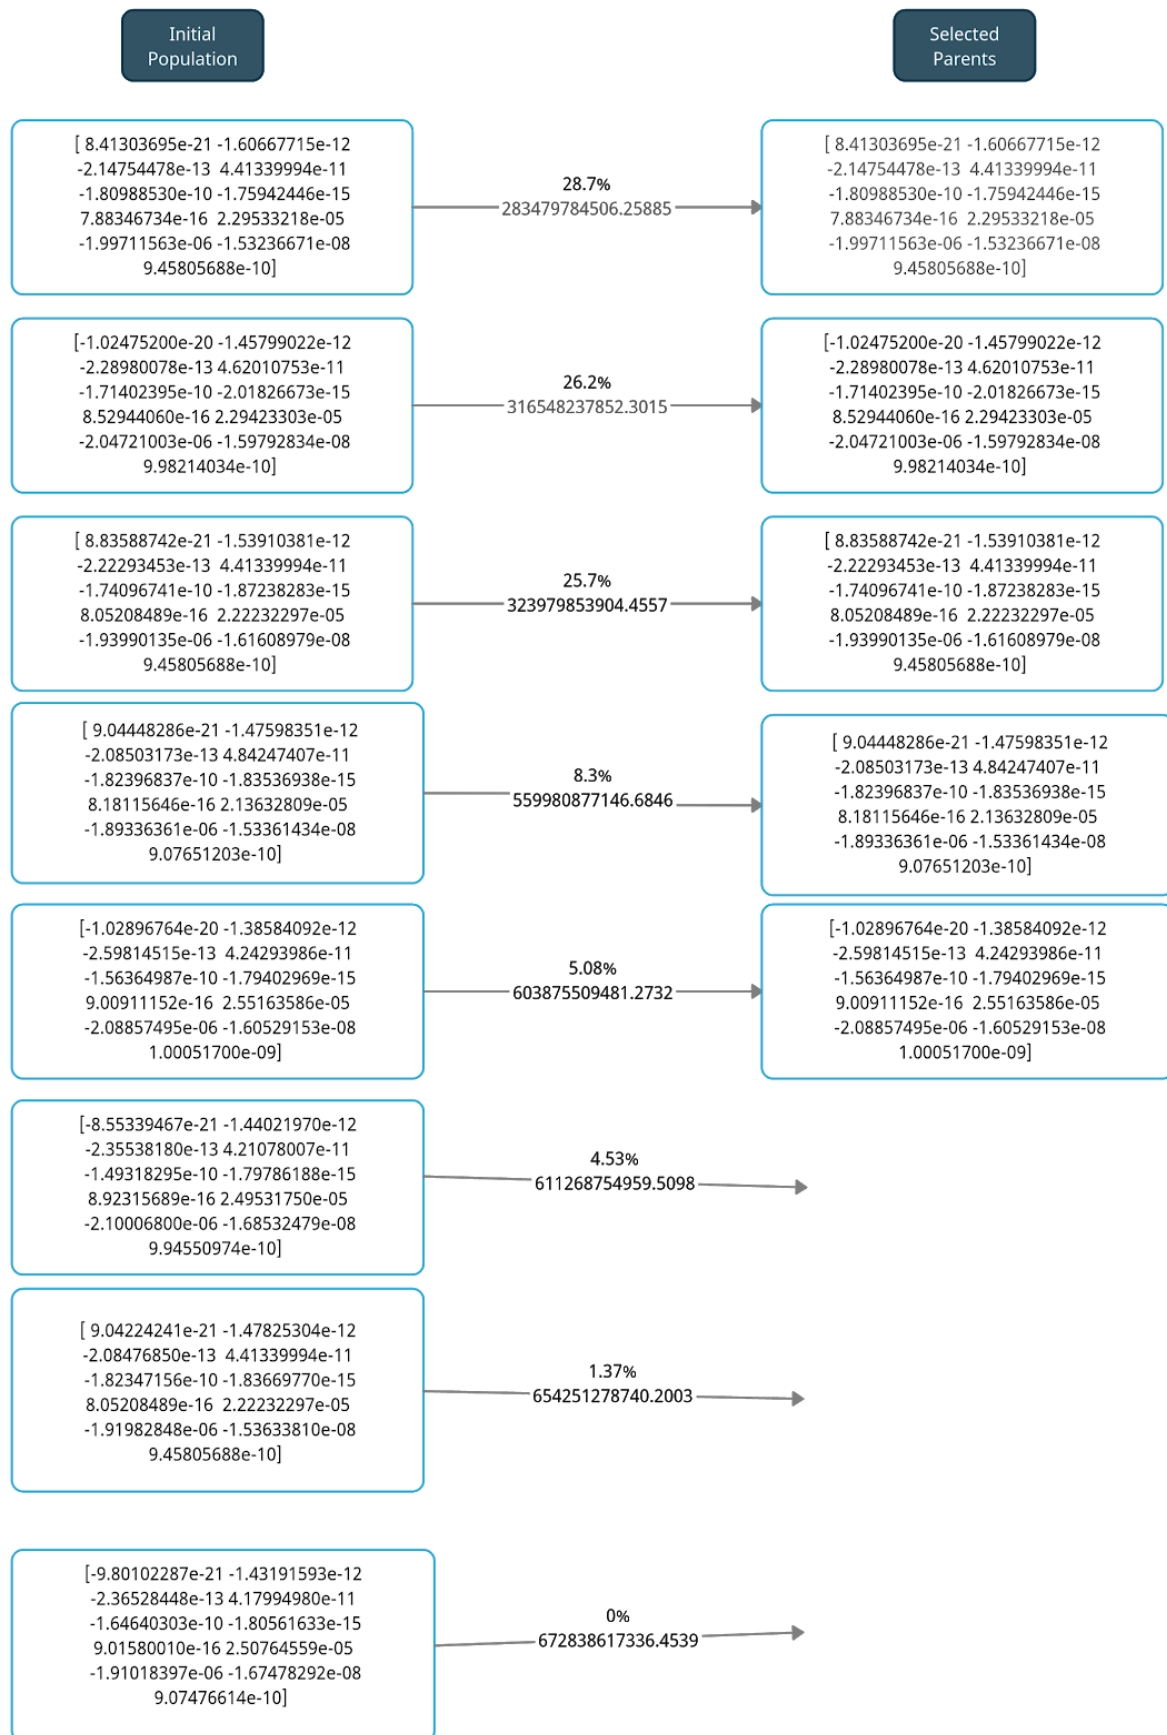 Initial
Population
Selected
Parents
[ 8.41303695e-21 -1.60667715e-12
-2.14754478e-13 4.41339994e-11
-1.80988530e-10 -1.75942446e-15
7.88346734e-16 2.29533218e-05
-1.99711563e-06 -1.53236671e-08
9.45805688e-10]
28.7%
283479784506.25885
[ 8.41303695e-21 -1.60667715e-12
-2.14754478e-13 4.41339994e-11
-1.80988530e-10 -1.75942446e-15
7.88346734e-16 2.29533218e-05
-1.99711563e-06 -1.53236671e-08
9.45805688e-10]
[-1.02475200e-20 -1.45799022e-12
-2.28980078e-13 4.62010753e-11
-1.71402395e-10 -2.01826673e-15
8.52944060e-16 2.29423303e-05
-2.04721003e-06 -1.59792834e-08
9.98214034e-10]
26.2%
316548237852.3015
[-1.02475200e-20 -1.45799022e-12
-2.28980078e-13 4.62010753e-11
-1.71402395e-10 -2.01826673e-15
8.52944060e-16 2.29423303e-05
-2.04721003e-06 -1.59792834e-08
9.98214034e-10]
[ 8.83588742e-21 -1.53910381e-12
-2.22293453e-13 4.41339994e-11
-1.74096741e-10 -1.87238283e-15
8.05208489e-16 2.22232297e-05
-1.93990135e-06 -1.61608979e-08
9.45805688e-10]
25.7%
323979853904.4557
[ 8.83588742e-21 -1.53910381e-12
-2.22293453e-13 4.41339994e-11
-1.74096741e-10 -1.87238283e-15
8.05208489e-16 2.22232297e-05
-1.93990135e-06 -1.61608979e-08
9.45805688e-10]
[ 9.04448286e-21 -1.47598351e-12
-2.08503173e-13 4.84247407e-11
-1.82396837e-10 -1.83536938e-15
8.18115646e-16 2.13632809e-05
-1.89336361e-06 -1.53361434e-08
9.07651203e-10]
8.3%
559980877146.6846
[ 9.04448286e-21 -1.47598351e-12
-2.08503173e-13 4.84247407e-11
-1.82396837e-10 -1.83536938e-15
8.18115646e-16 2.13632809e-05
-1.89336361e-06 -1.53361434e-08
9.07651203e-10]
[-1.02896764e-20 -1.38584092e-12
-2.59814515e-13 4.24293986e-11
-1.56364987e-10 -1.79402969e-15
9.00911152e-16 2.55163586e-05
-2.08857495e-06 -1.60529153e-08
1.00051700e-09]
5.08%
603875509481.2732
[-1.02896764e-20 -1.38584092e-12
-2.59814515e-13 4.24293986e-11
-1.56364987e-10 -1.79402969e-15
9.00911152e-16 2.55163586e-05
-2.08857495e-06 -1.60529153e-08
1.00051700e-09]
[-8.55339467e-21 -1.44021970e-12
-2.35538180e-13 4.21078007e-11
-1.49318295e-10 -1.79786188e-15
8.92315689e-16 2.49531750e-05
-2.10006800e-06 -1.68532479e-08
9.94550974e-10]
4.53%
611268754959.5098
[ 9.04224241e-21 -1.47825304e-12
-2.08476850e-13 4.41339994e-11
-1.82347156e-10 -1.83669770e-15
8.05208489e-16 2.22232297e-05
-1.91982848e-06 -1.53633810e-08
9.45805688e-10]
1.37%
654251278740.2003
[-9.80102287e-21 -1.43191593e-12
-2.36528448e-13 4.17994980e-11
-1.64640303e-10 -1.80561633e-15
9.01580010e-16 2.50764559e-05
-1.91018397e-06 -1.67478292e-08
9.07476614e-10]
0%
672838617336.4539